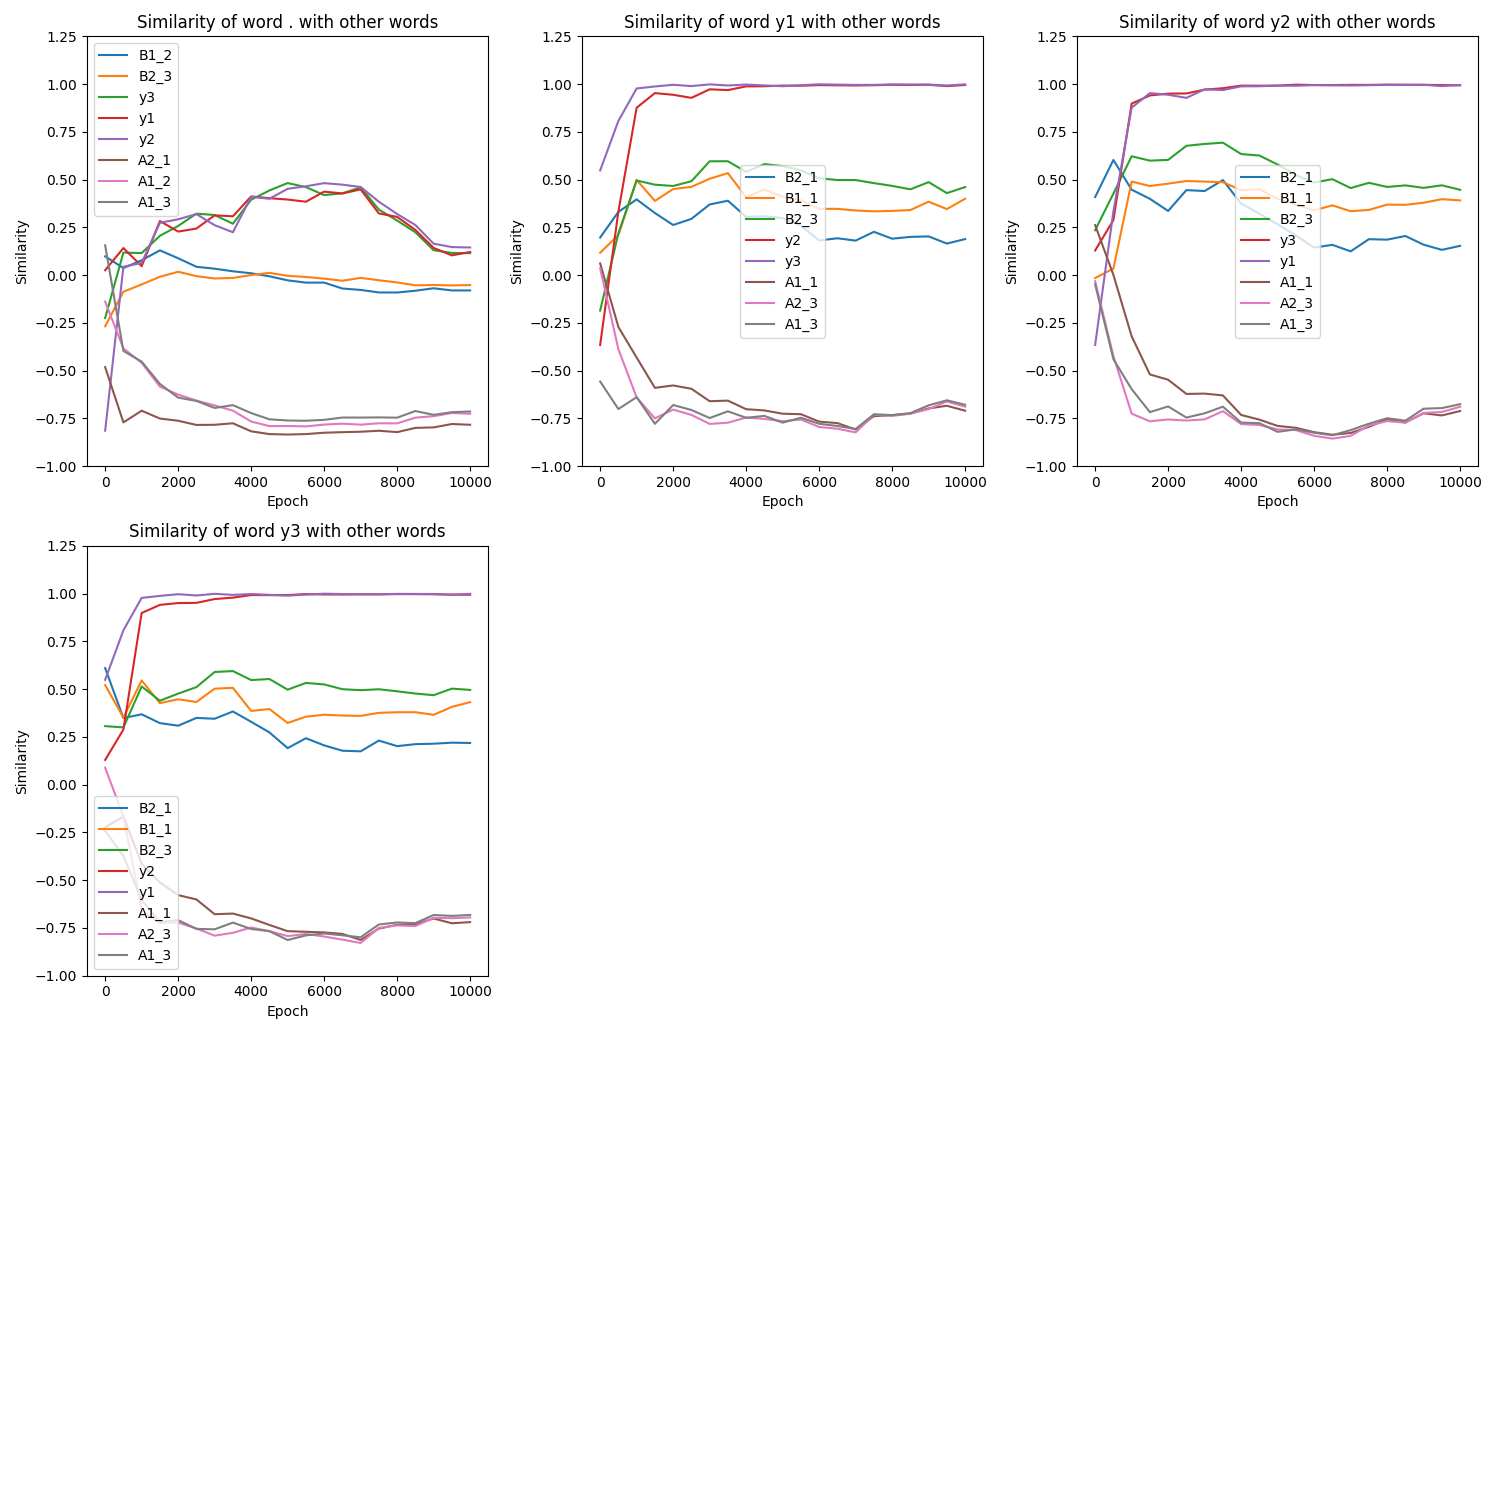 Similarity of word . with other words
1.25
1.00
0.75
0.50
0.25
0.00
−0.25
−0.50
−0.75
−1.00
Similarity
B1_2
B2_3
y3
y1
y2
A2_1
A1_2
A1_3
0 2000 4000 6000 8000 10000
Epoch
Similarity of word y1 with other words
1.25
1.00
0.75
0.50
0.25
0.00
−0.25
−0.50
−0.75
−1.00
Similarity
B2_1
B1_1
B2_3
y2
y3
A1_1
A2_3
A1_3
0 2000 4000 6000 8000 10000
Epoch
Similarity of word y2 with other words
1.25
1.00
0.75
0.50
0.25
0.00
−0.25
−0.50
−0.75
−1.00
Similarity
B2_1
B1_1
B2_3
y3
y1
A1_1
A2_3
A1_3
0 2000 4000 6000 8000 10000
Epoch
Similarity of word y3 with other words
1.25
1.00
0.75
0.50
0.25
0.00
−0.25
−0.50
−0.75
−1.00
Similarity
B2_1
B1_1
B2_3
y2
y1
A1_1
A2_3
A1_3
0 2000 4000 6000 8000 10000
Epoch